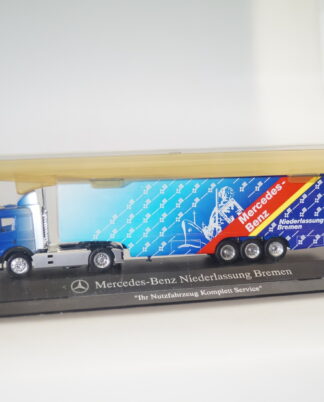 Mercedes-
Benz
Niederlassung
Bremen
Mercedes-Benz Niederlassung Bremen
"Ihr Nutzfahrzeug Komplett Service"